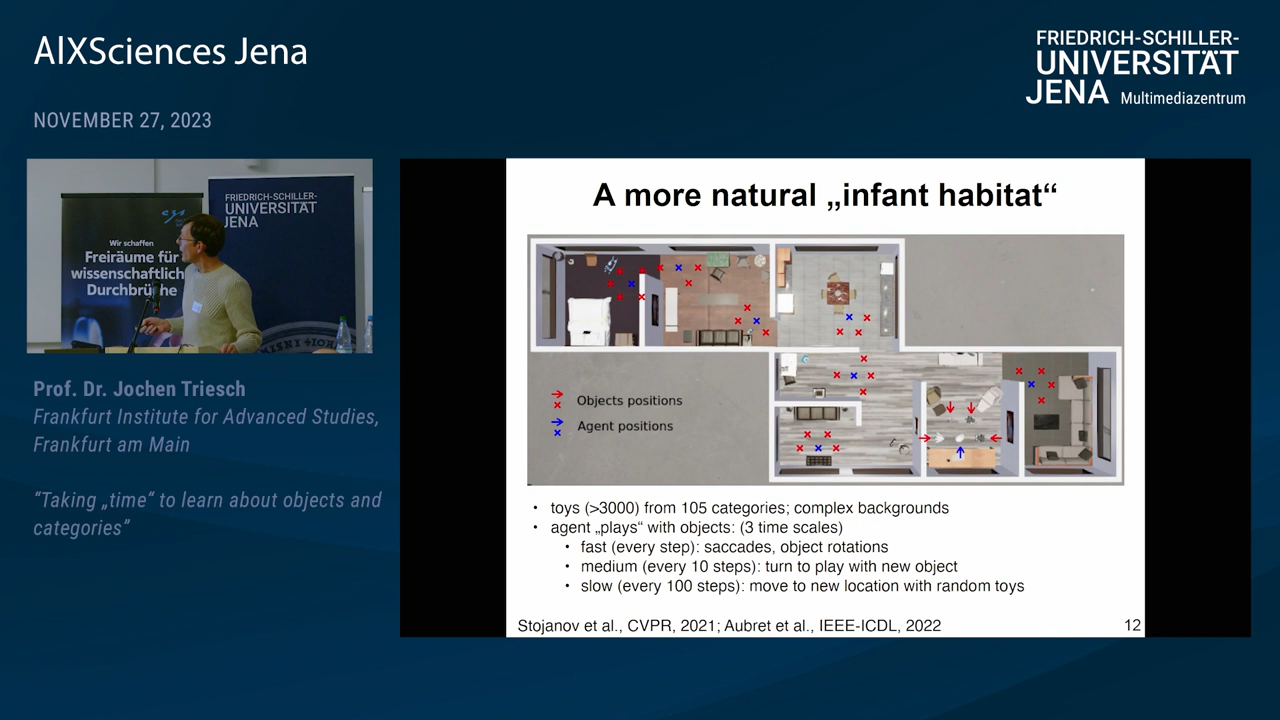 AIXSciences Jena
FRIEDRICH-SCHILLER-
UNIVERSITÄT
JENA Multimediazentrum
NOVEMBER 27, 2023
Wir schaffen
Freiräume für
wissenschaftlich
Durchbrüche
FRIEDRICH-SCHILLER-
UNIVERSITÄT
JENA
Prof. Dr. Jochen Triesch
Frankfurt Institute for Advanced Studies,
Frankfurt am Main
“Taking „time“ to learn about objects and
categories”
A more natural „infant habitat“
Objects positions
Agent positions
• toys (>3000) from 105 categories; complex backgrounds
• agent „plays“ with objects: (3 time scales)
• fast (every step): saccades, object rotations
• medium (every 10 steps): turn to play with new object
• slow (every 100 steps): move to new location with random toys
Stojanov et al., CVPR, 2021; Aubret et al., IEEE-ICDL, 2022
12